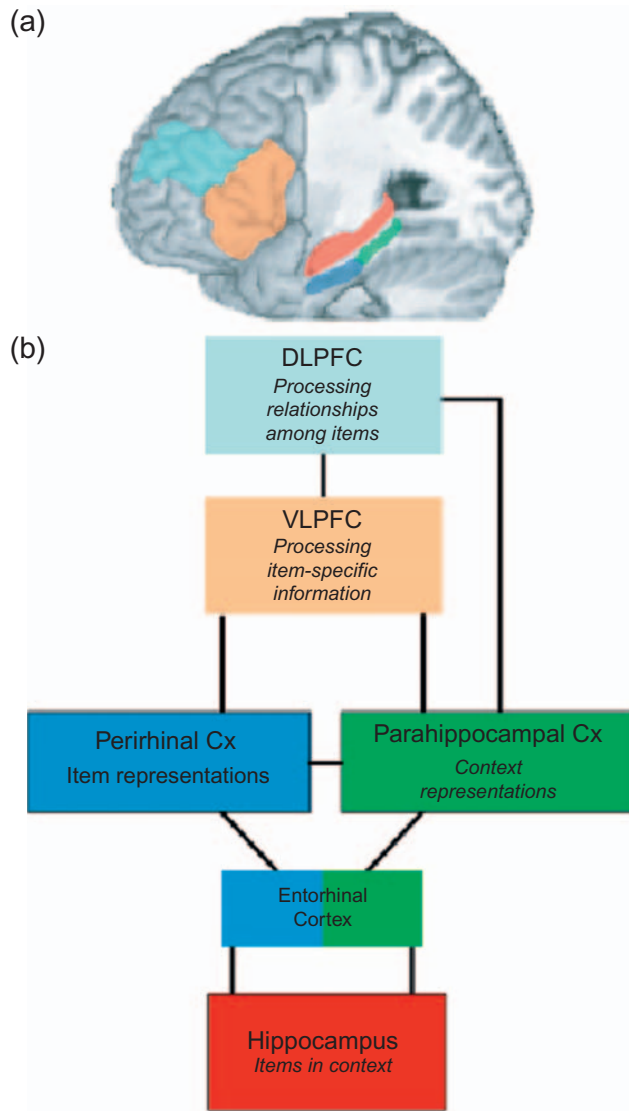 (a)
(b)
DLPFC
Processing
relationships
among items
VLPFC
Processing
item-specific
information
Perirhinal Cx
Item representations
Parahippocampal Cx
Context
representations
Entorhinal
Cortex
Hippocampus
Items in context